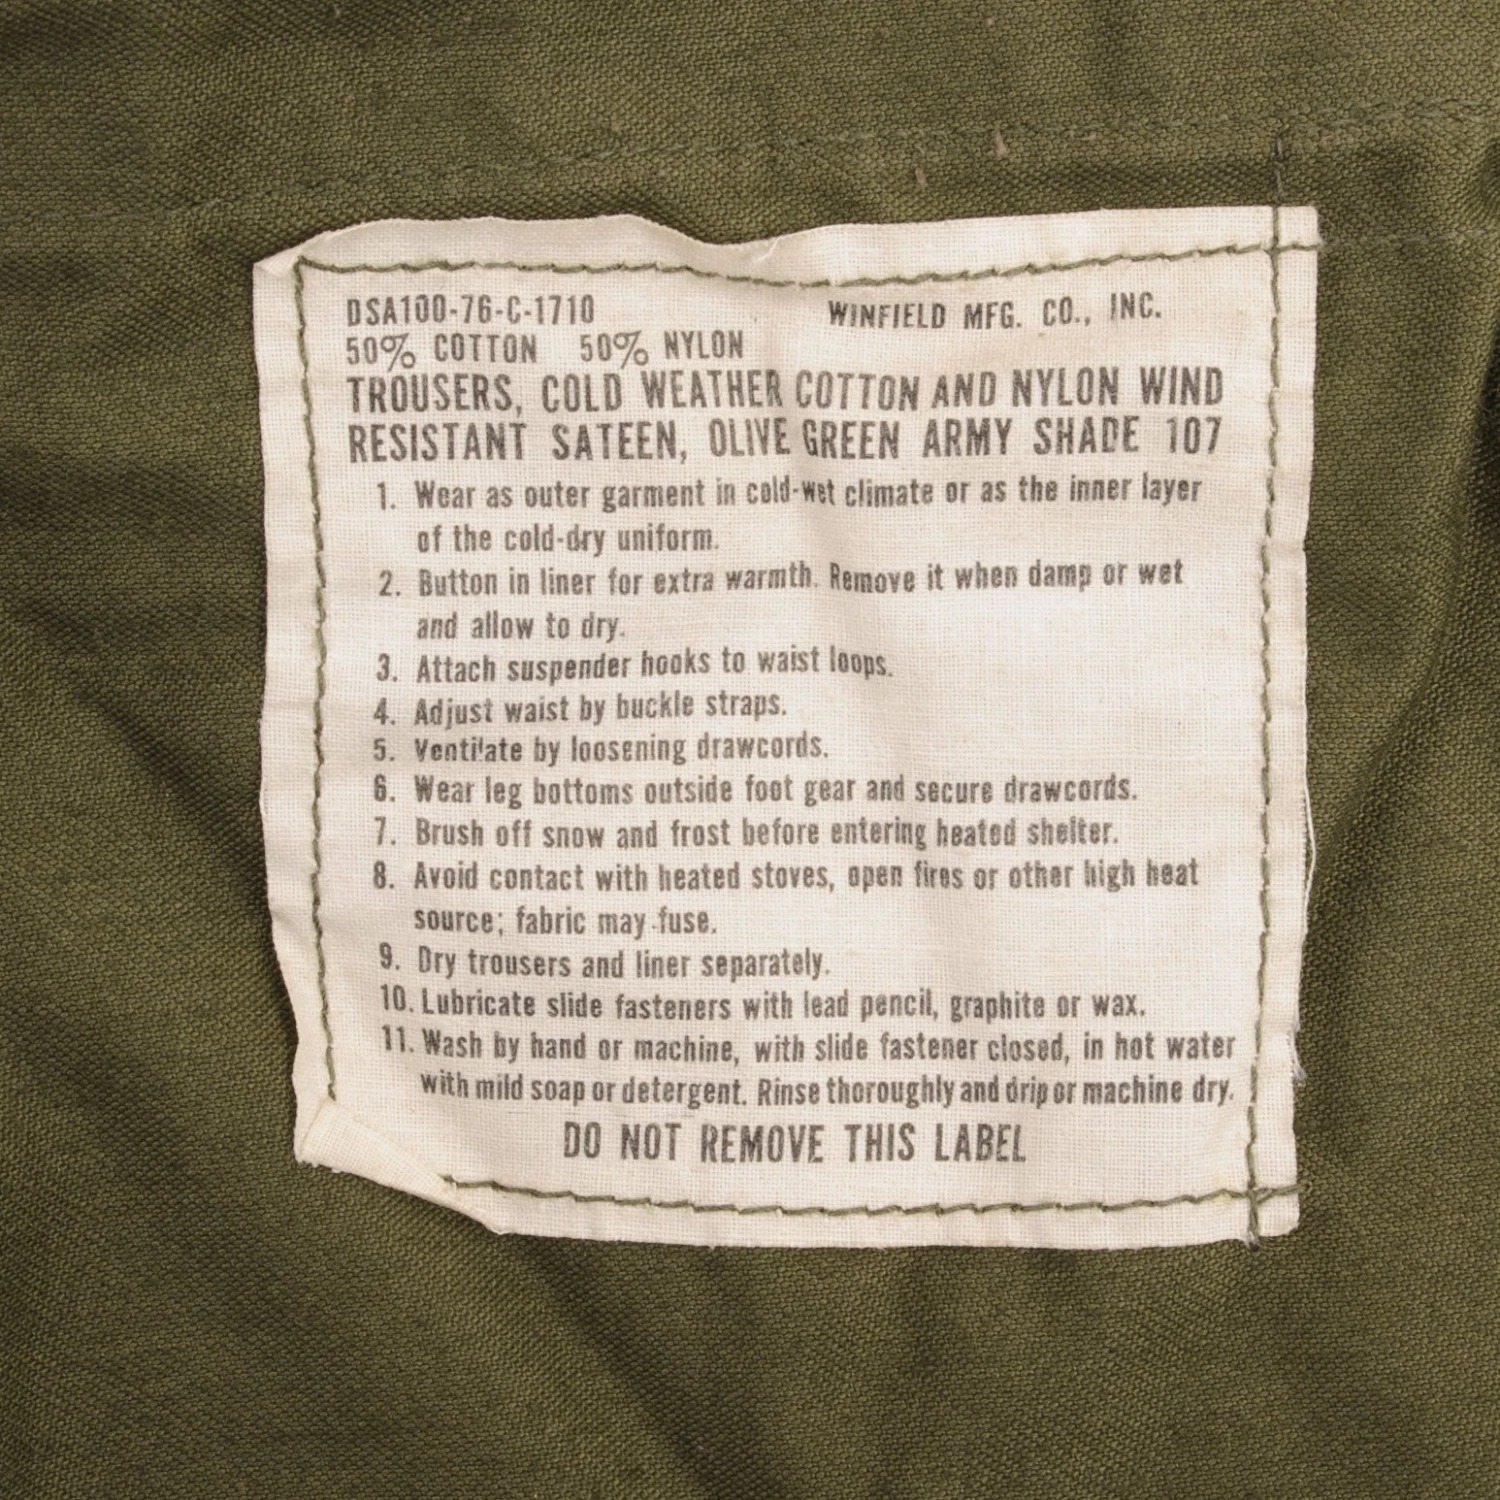 DSA100-76-C-1710 WINFIELD MFG. CO., INC.
50% COTTON 50% NYLON
TROUSERS, COLD WEATHER COTTON AND NYLON WIND
RESISTANT SATEEN, OLIVE GREEN ARMY SHADE 107
1. Wear as outer garment in cold-wet climate or as the inner layer
of the cold-dry uniform.
2. Button in liner for extra warmth. Remove it when damp or wet
and allow to dry.
3. Attach suspender hooks to waist loops.
4. Adjust waist by buckle straps.
5. Ventilate by loosening drawcords.
6. Wear leg bottoms outside foot gear and secure drawcords.
7. Brush off snow and frost before entering heated shelter.
8. Avoid contact with heated stoves, open fires or other high heat
source; fabric may fuse.
9. Dry trousers and liner separately.
10. Lubricate slide fasteners with lead pencil, graphite or wax.
11. Wash by hand or machine, with slide fastener closed, in hot water
with mild soap or detergent. Rinse thoroughly and drip or machine dry.
DO NOT REMOVE THIS LABEL